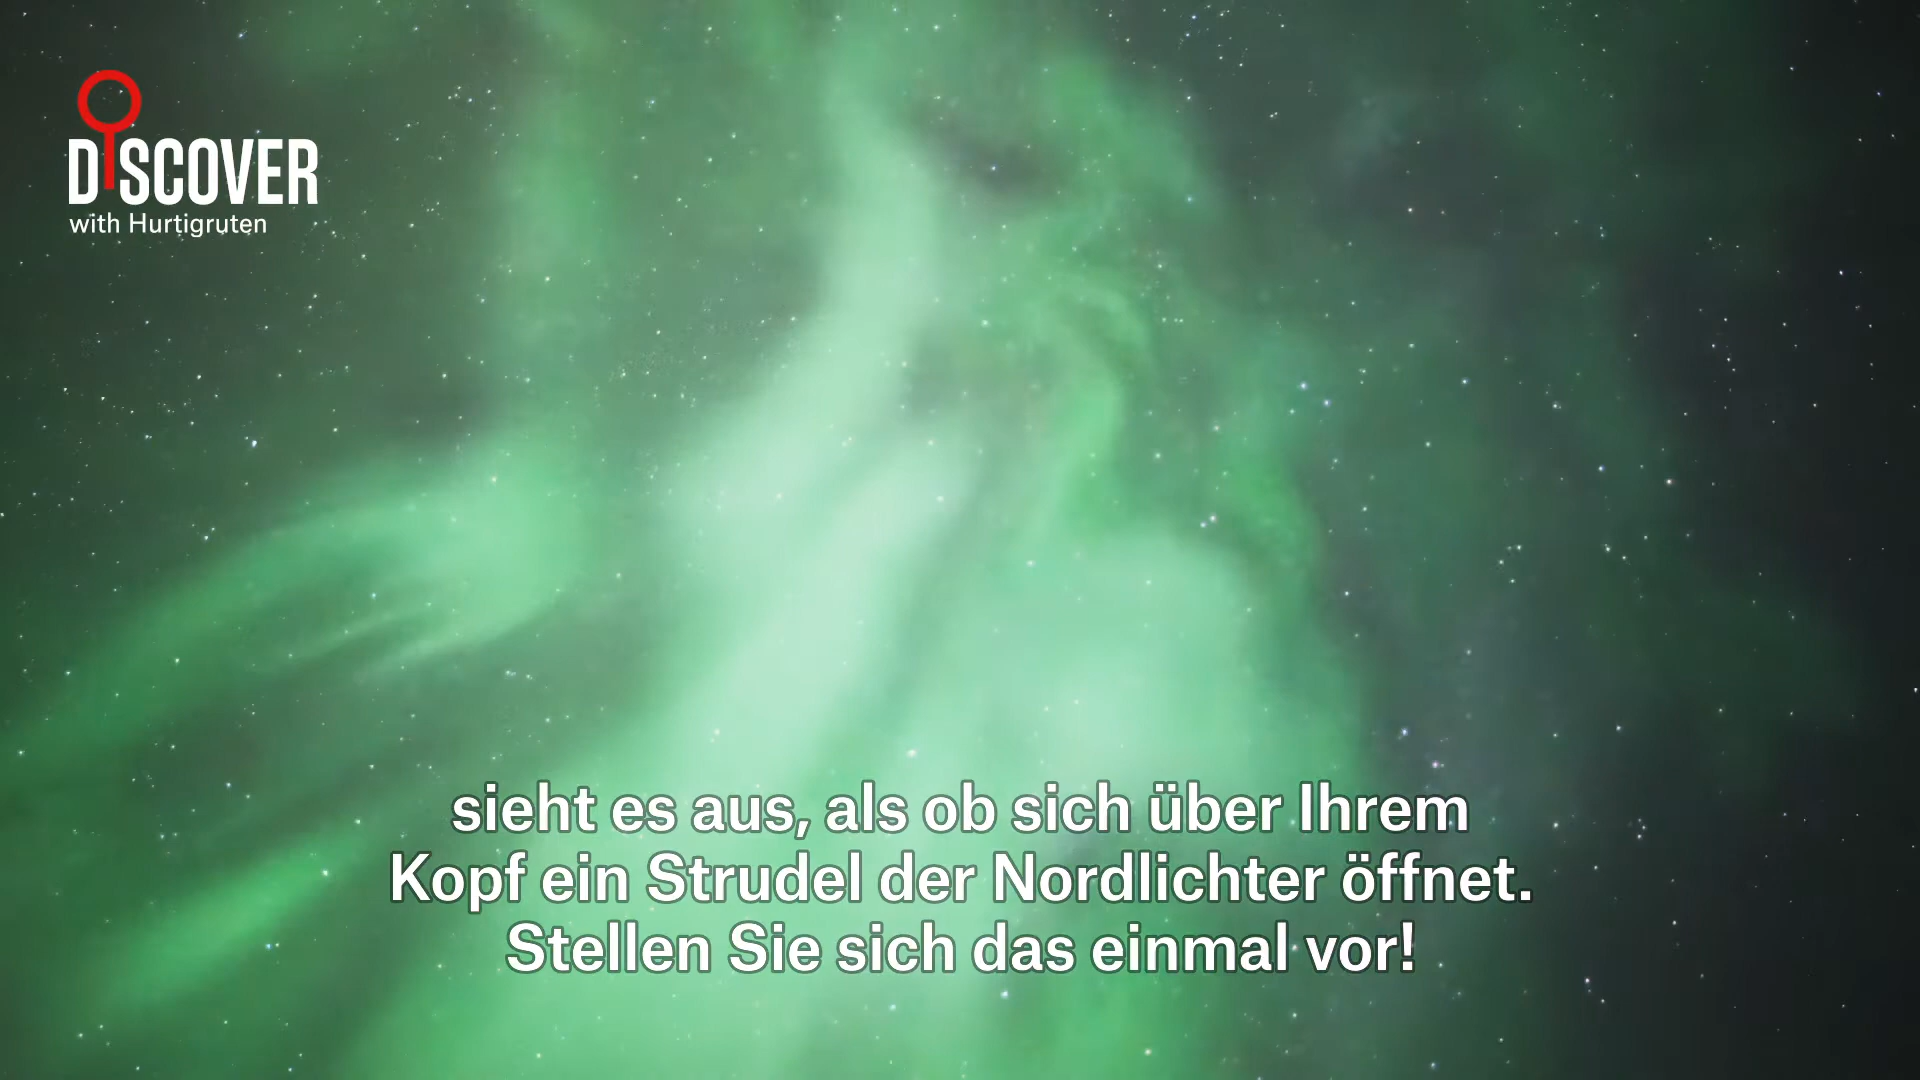 DISCOVER
with Hurtigruten
sieht es aus, als ob sich über Ihrem
Kopf ein Strudel der Nordlichter öffnet.
Stellen Sie sich das einmal vor!